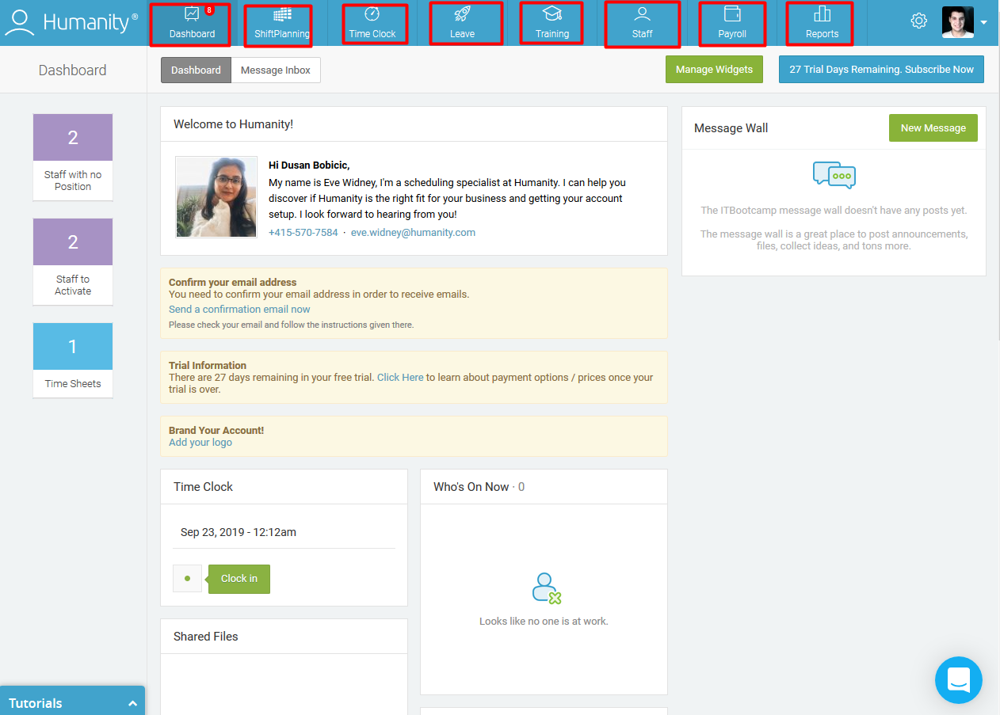 Humanity®
8
Dashboard
ShiftPlanning
Time Clock
Leave
Training
Staff
Payroll
Reports
Dashboard
Dashboard
Message Inbox
Manage Widgets
27 Trial Days Remaining. Subscribe Now
2
Staff with no
Position
2
Staff to
Activate
1
Time Sheets
Welcome to Humanity!
Hi Dusan Bobicic,
My name is Eve Widney, I'm a scheduling specialist at Humanity. I can help you
discover if Humanity is the right fit for your business and getting your account
setup. I look forward to hearing from you!
+415-570-7584 · eve.widney@humanity.com
Message Wall
New Message
The ITBootcamp message wall doesn't have any posts yet.
The message wall is a great place to post announcements,
files, collect ideas, and tons more.
Confirm your email address
You need to confirm your email address in order to receive emails.
Send a confirmation email now
Please check your email and follow the instructions given there.
Trial Information
There are 27 days remaining in your free trial. Click Here to learn about payment options / prices once your
trial is over.
Brand Your Account!
Add your logo
Time Clock
Sep 23, 2019 - 12:12am
Clock in
Who's On Now · 0
Looks like no one is at work.
Shared Files
Tutorials